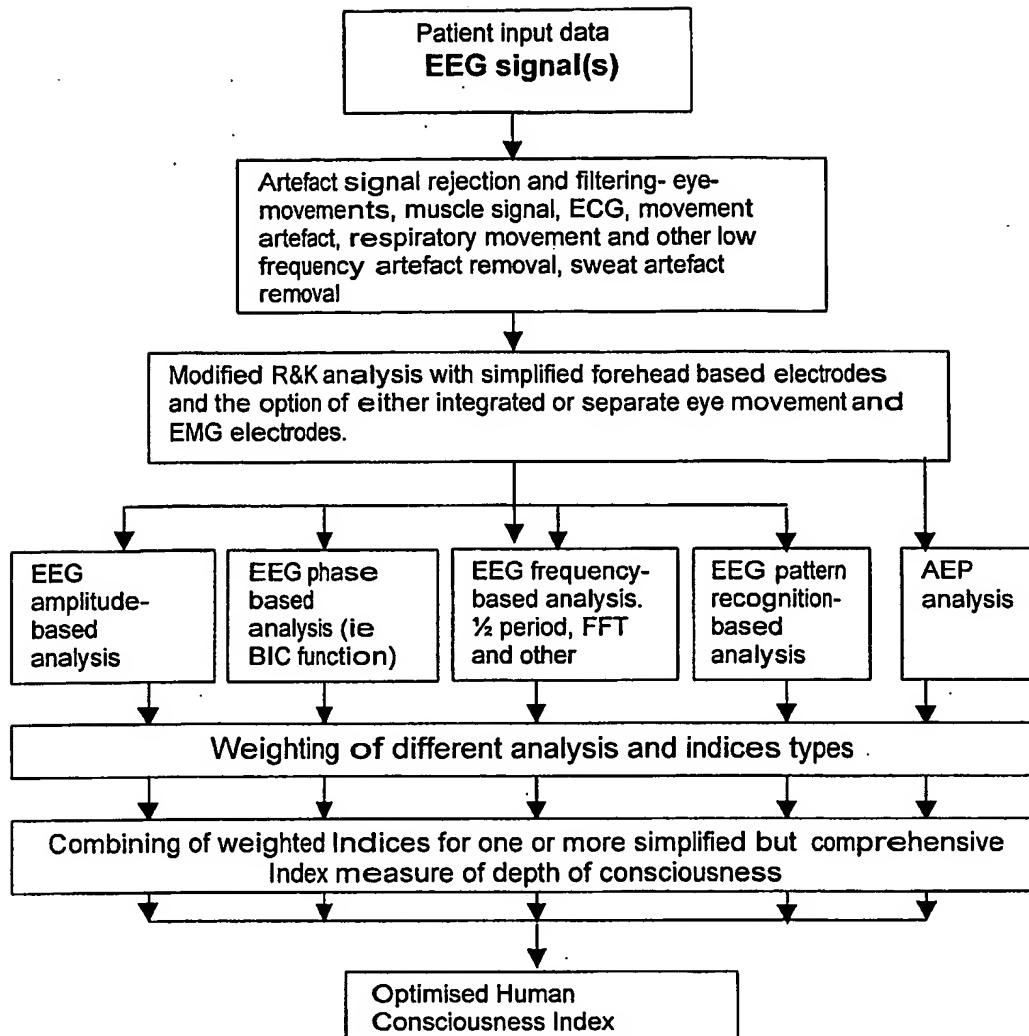 Patient input data
EEG signal(s)
Artefact signal rejection and filtering- eye-
movements, muscle signal, ECG, movement
artefact, respiratory movement and other low
frequency artefact removal, sweat artefact
removal
Modified R&K analysis with simplified forehead based electrodes
and the option of either integrated or separate eye movement and
EMG electrodes.
EEG
amplitude-
based
analysis
EEG phase
based
analysis (ie
BIC function)
EEG frequency-
based analysis.
½ period, FFT
and other
EEG pattern
recognition-
based
analysis
AEP
analysis
Weighting of different analysis and indices types
Combining of weighted Indices for one or more simplified but comprehensive
Index measure of depth of consciousness
Optimised Human
Consciousness Index